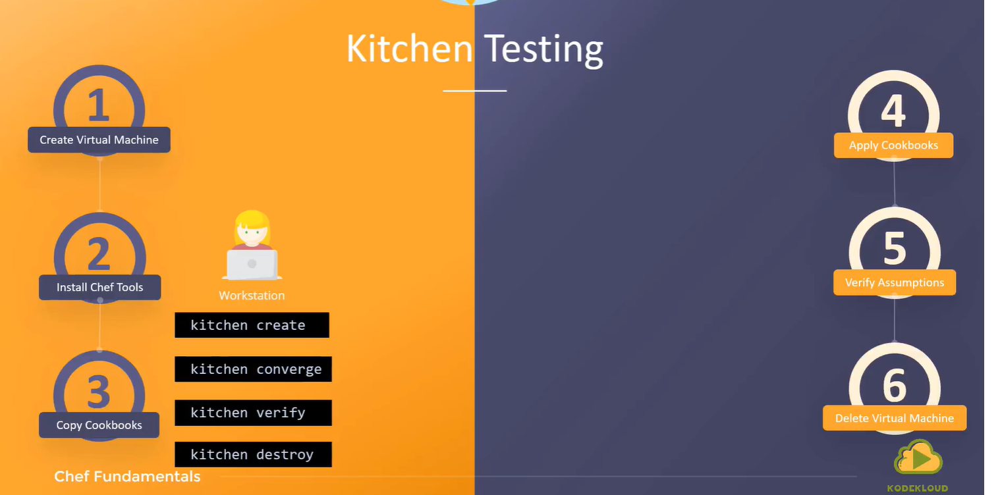 Kitchen Testing
1
Create Virtual Machine
2
Install Chef Tools
3
Copy Cookbooks
Workstation
kitchen create
kitchen converge
kitchen verify
kitchen destroy
4
Apply Cookbooks
5
Verify Assumptions
6
Delete Virtual Machine
Chef Fundamentals
KODEKLOUD